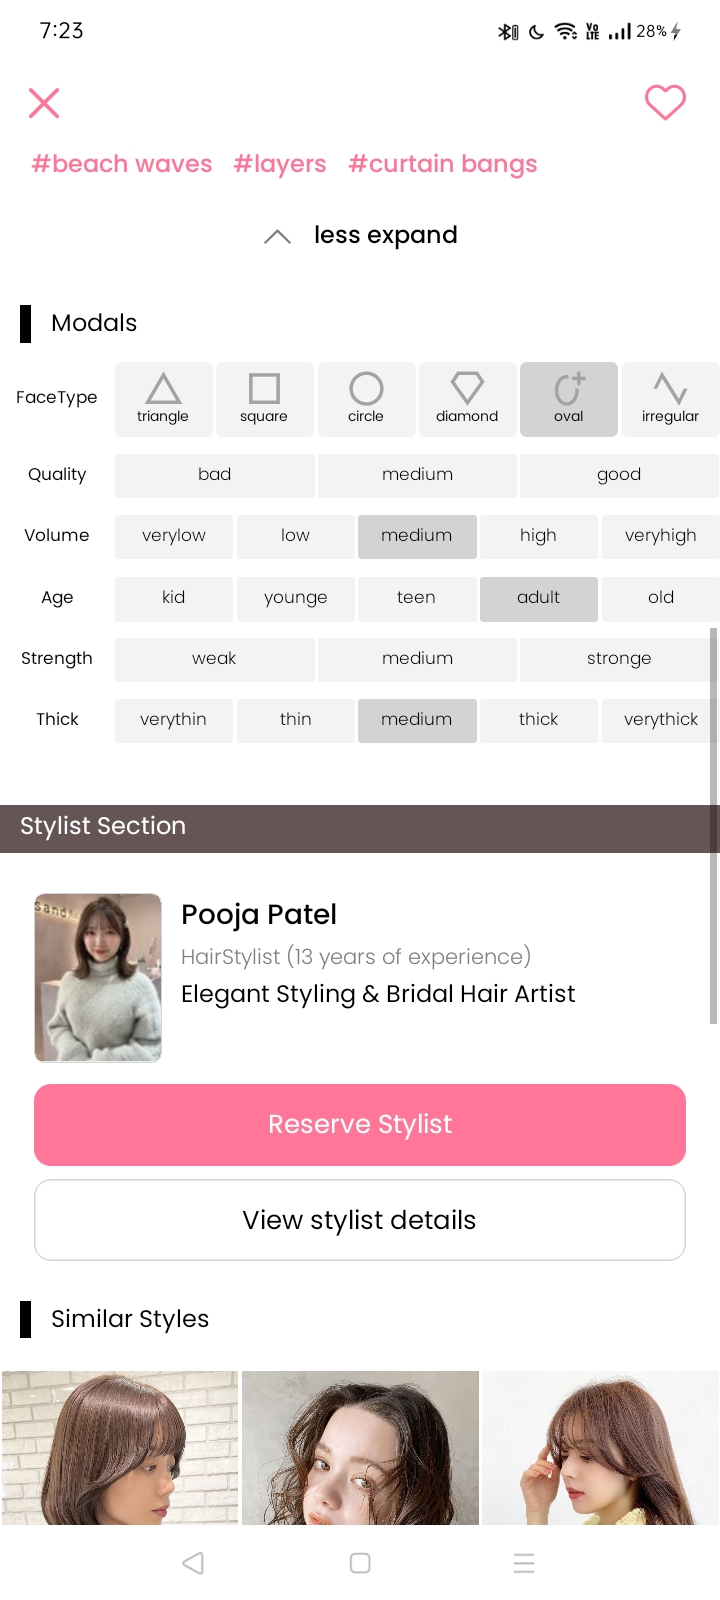 7:23 VO LTE 28%
#beach waves #layers #curtain bangs
less expand
Modals
FaceType triangle square circle diamond oval irregular
Quality bad medium good
Volume verylow low medium high veryhigh
Age kid younge teen adult old
Strength weak medium stronge
Thick verythin thin medium thick verythick
Stylist Section
Sand
Pooja Patel
HairStylist (13 years of experience)
Elegant Styling & Bridal Hair Artist
Reserve Stylist
View stylist details
Similar Styles